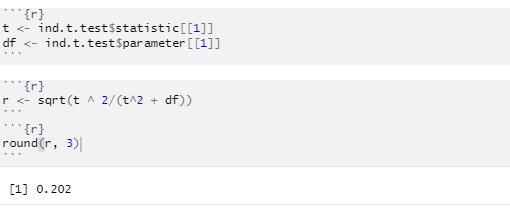 ```{r}
t <- ind.t.test$statistic[[1]]
df <- ind.t.test$parameter[[1]]
```
```{r}
r <- sqrt(t ^ 2/(t^2 + df))
```
```{r}
round(r, 3)
```
[1] 0.202